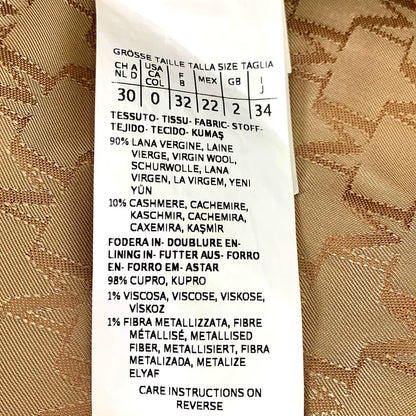 GRÖSSE TAILLE TALLA SIZE TAGLIA
CH A USA F MEX GB I
NL D CA B J
COL
30 0 32 22 2 34
TESSUTO- TISSU- FABRIC- STOFF-
TEJIDO- TECIDO- KUMAŞ
90% LANA VERGINE, LAINE
VIERGE, VIRGIN WOOL,
SCHURWOLLE, LANA
VIRGEN, LA VIRGEM, YENI
YÜN
10% CASHMERE, CACHEMIRE,
KASCHMIR, CACHEMIRA,
CAXEMIRA, KAŞMİR
FODERA IN- DOUBLURE EN-
LINING IN- FUTTER AUS- FORRO
EN- FORRO EM- ASTAR
98% CUPRO, KUPRO
1% VISCOSA, VISCOSE, VISKOSE,
VİSKOZ
1% FIBRA METALLIZZATA, FIBRE
MÉTALLISÉ, METALLISED
FIBER, METALLISIERT, FIBRA
METALIZADA, METALIZE
ELYAF
CARE INSTRUCTIONS ON
REVERSE